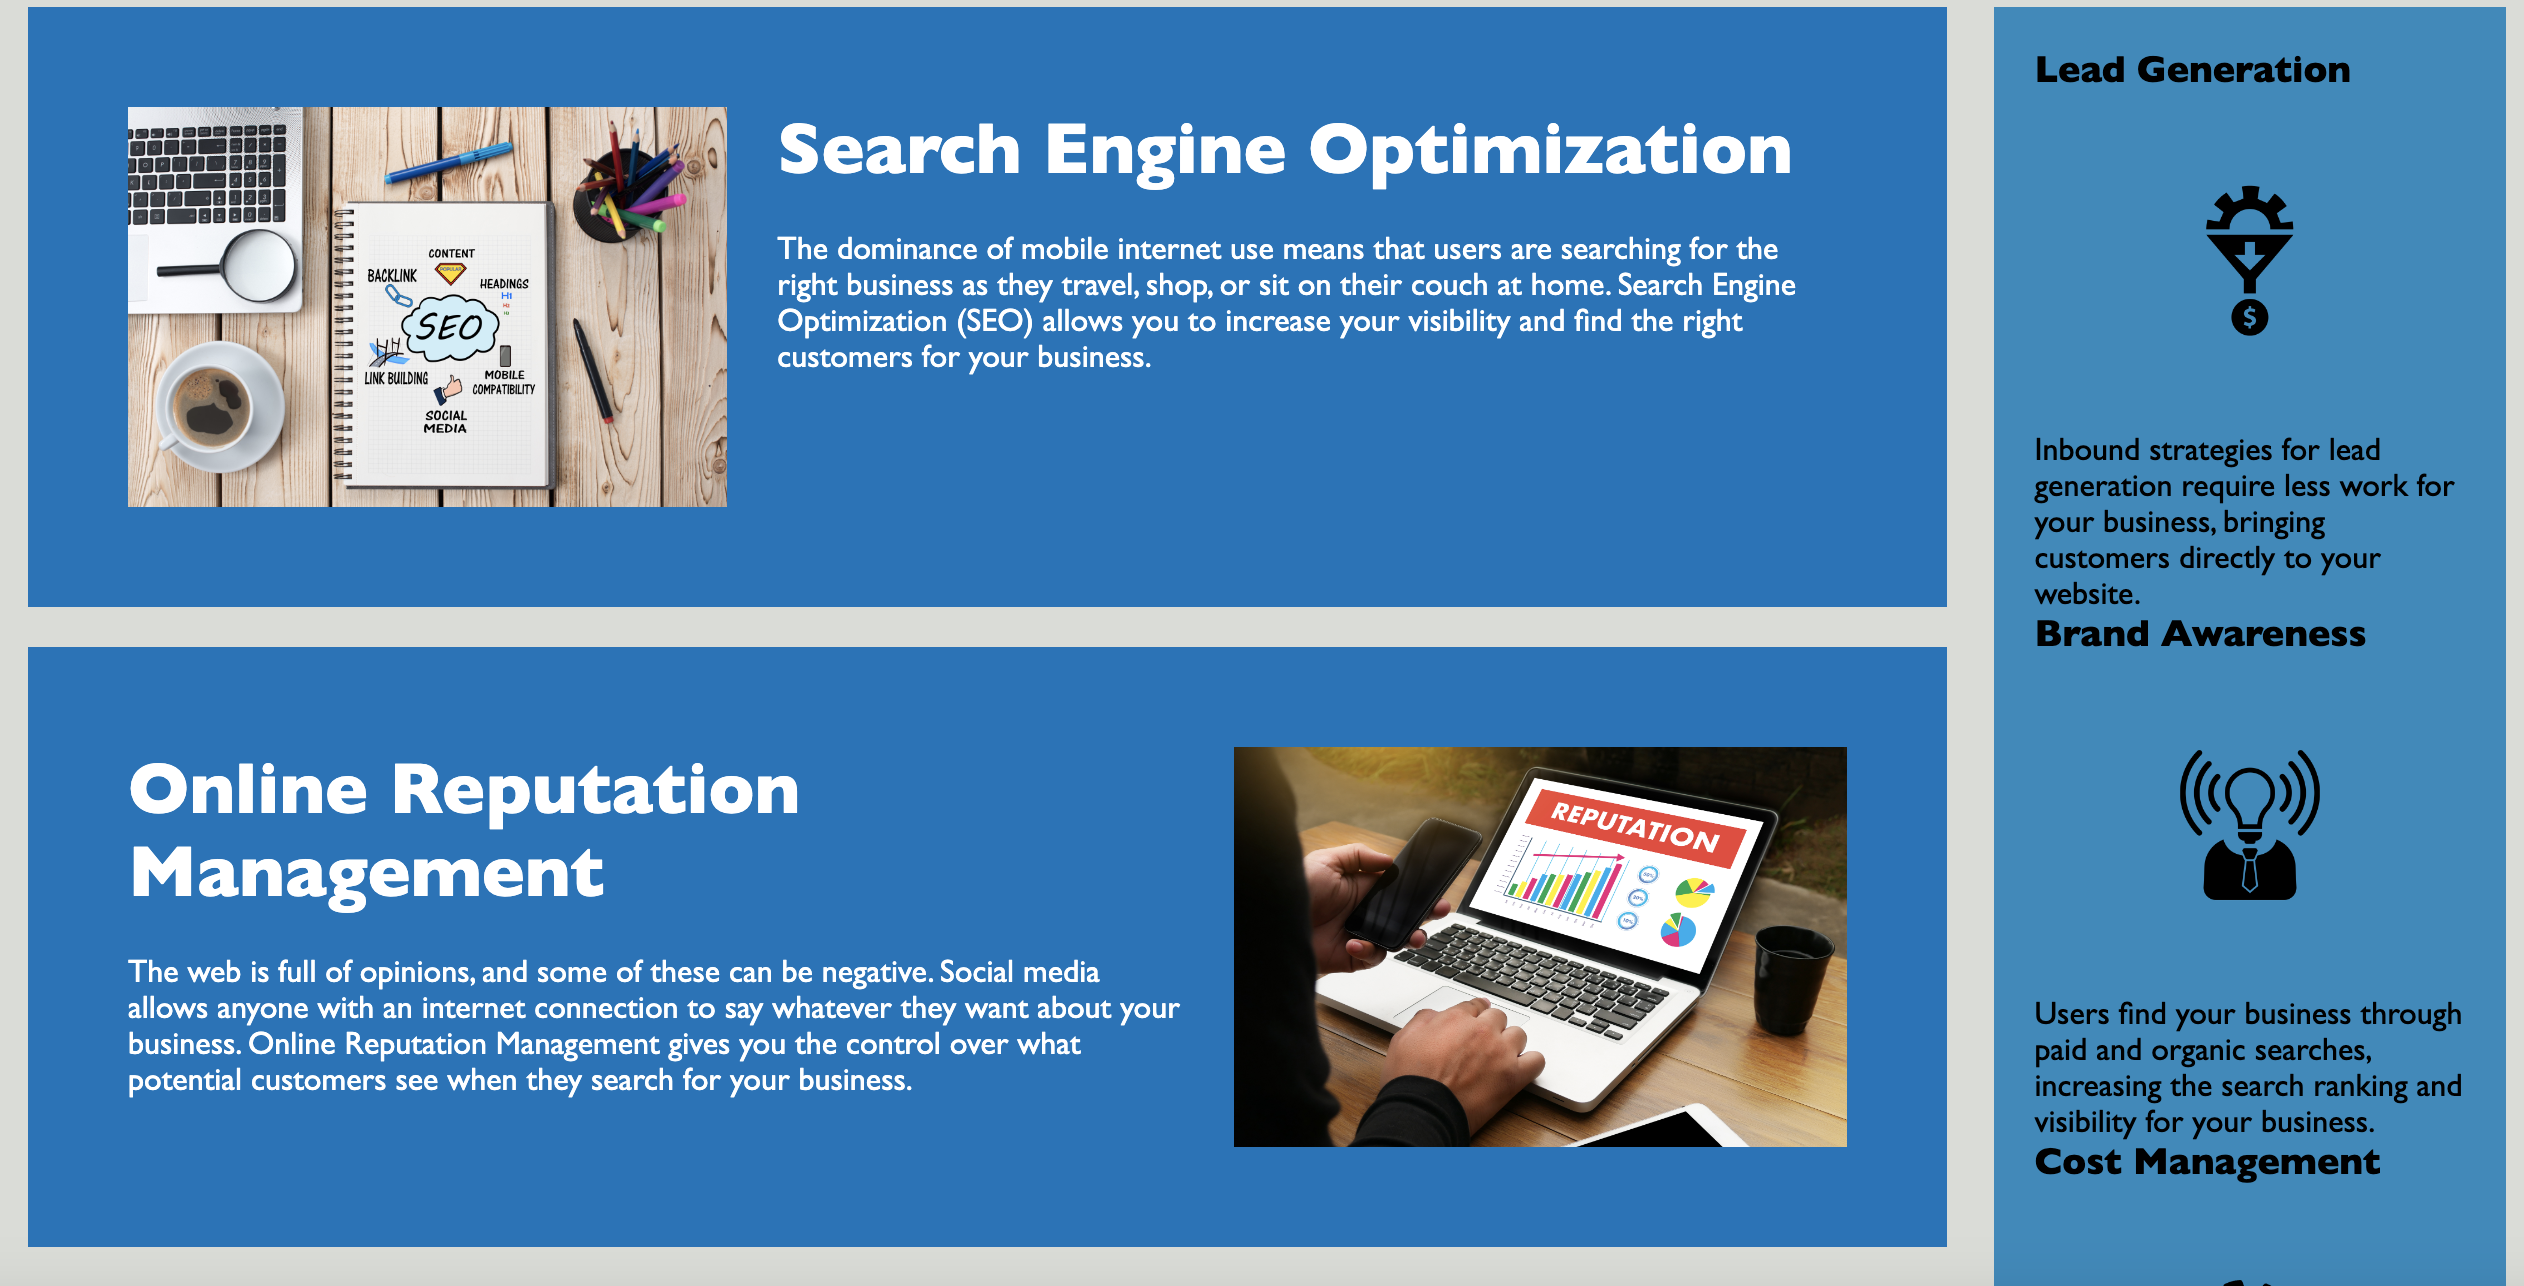 Search Engine Optimization
The dominance of mobile internet use means that users are searching for the
right business as they travel, shop, or sit on their couch at home. Search Engine
Optimization (SEO) allows you to increase your visibility and find the right
customers for your business.
CONTENT
POPULAR
BACKLINK
HEADINGS
H1
H2
H3
SEO
LINK BUILDING
MOBILE
COMPATIBILITY
SOCIAL
MEDIA
Online Reputation
Management
The web is full of opinions, and some of these can be negative. Social media
allows anyone with an internet connection to say whatever they want about your
business. Online Reputation Management gives you the control over what
potential customers see when they search for your business.
REPUTATION
Lead Generation
$
Inbound strategies for lead
generation require less work for
your business, bringing
customers directly to your
website.
Brand Awareness
Users find your business through
paid and organic searches,
increasing the search ranking and
visibility for your business.
Cost Management